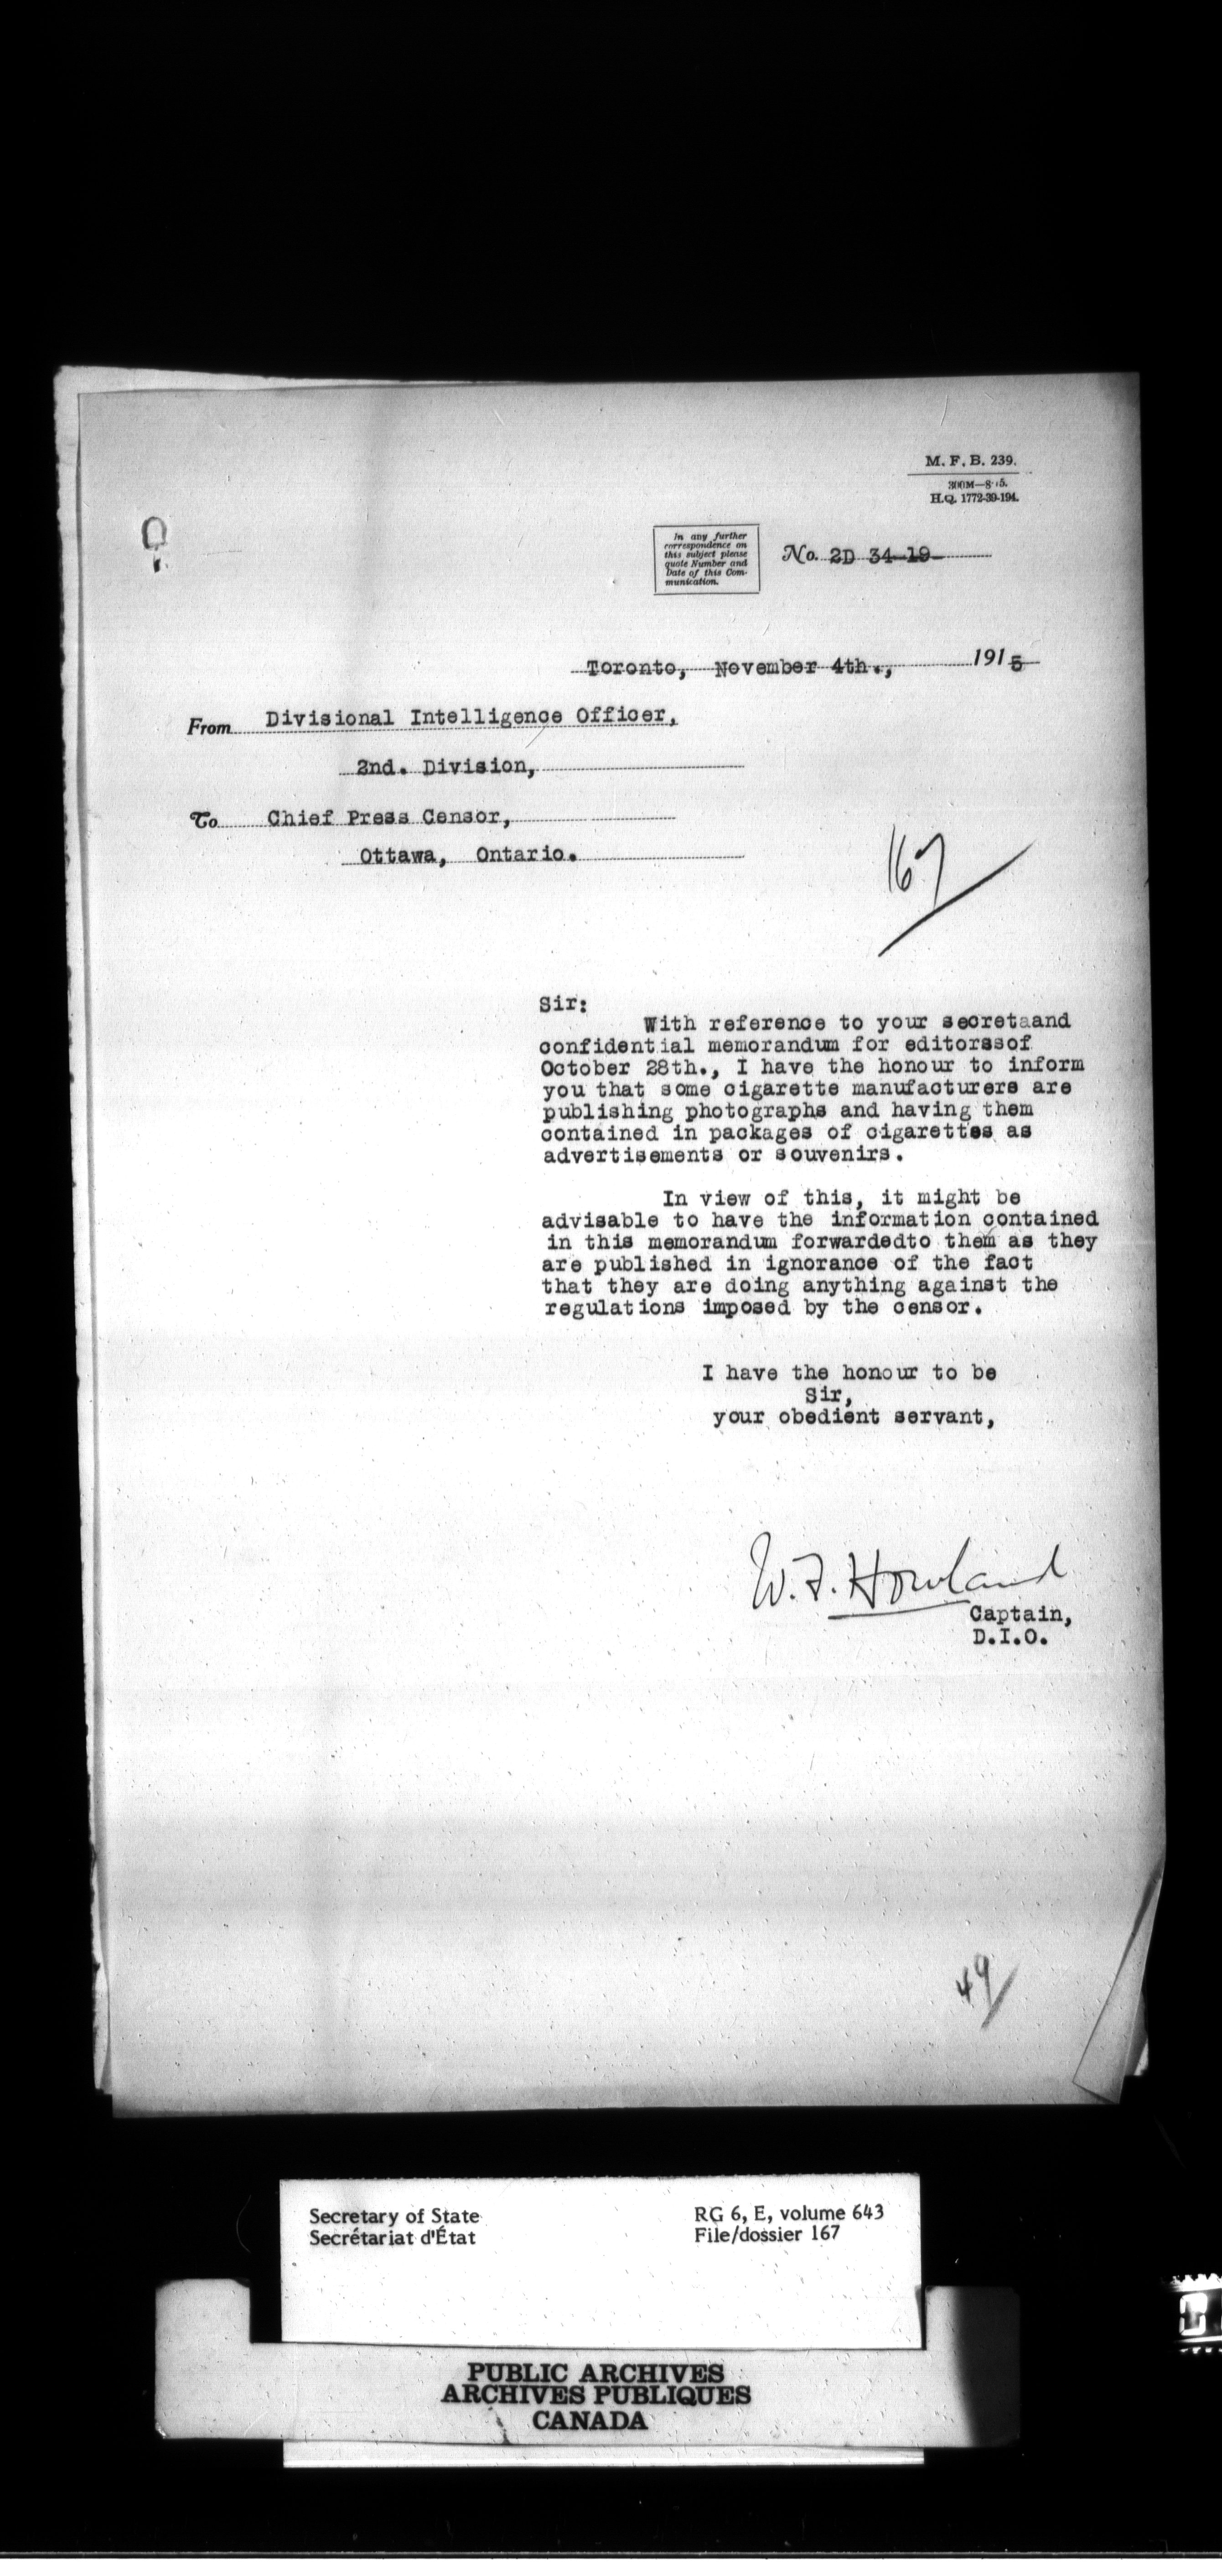 M. F. B. 239.
300M—8-15.
H.Q. 1772-39-194.
In any further
correspondence on
this subject please
quote Number and
Date of this Com-
munication.
No. 2D 34-19-
Toronto, November 4th., 1915
From Divisional Intelligence Officer,
2nd. Division,
To Chief Press Censor,
Ottawa, Ontario.
167
Sir:
With reference to your secretaand
confidential memorandum for editorssof
October 28th., I have the honour to inform
you that some cigarette manufacturers are
publishing photographs and having them
contained in packages of cigarettes as
advertisements or souvenirs.
In view of this, it might be
advisable to have the information contained
in this memorandum forwardedto them as they
are published in ignorance of the fact
that they are doing anything against the
regulations imposed by the censor.
I have the honour to be
Sir,
your obedient servant,
W. F. Howland
Captain,
D.I.O.
49
Secretary of State
Secrétariat d'État
RG 6, E, volume 643
File/dossier 167
PUBLIC ARCHIVES
ARCHIVES PUBLIQUES
CANADA